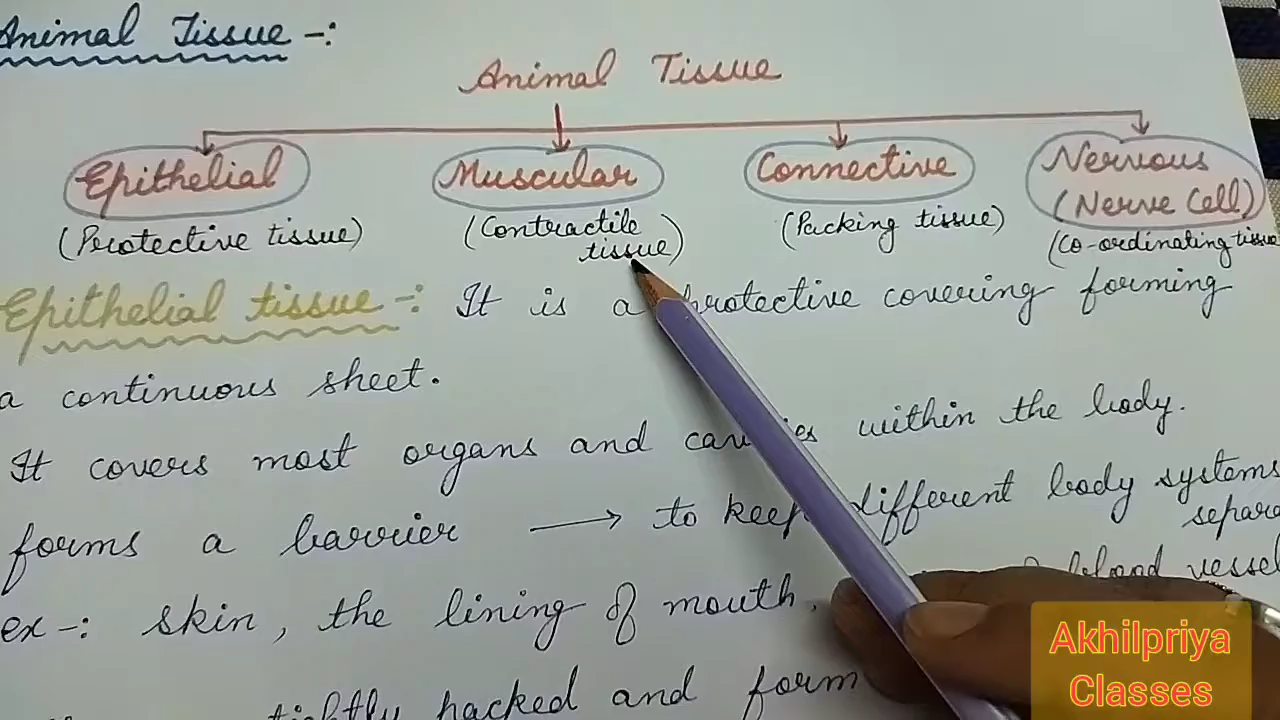 Animal Tissue -:
Animal Tissue
Epithelial Muscular Connective Nervous
(Nerve Cell)
(Protective tissue) (Contractile tissue) (Packing tissue) (Co-ordinating tissue
Epithelial tissue -: It is a protective covering forming
a continuous sheet.
It covers most organs and within the body.
forms a barrier → to keep different body systems
ex -: skin, the lining of mouth, blood vessel
tightly packed and form
Akhilpriya
Classes